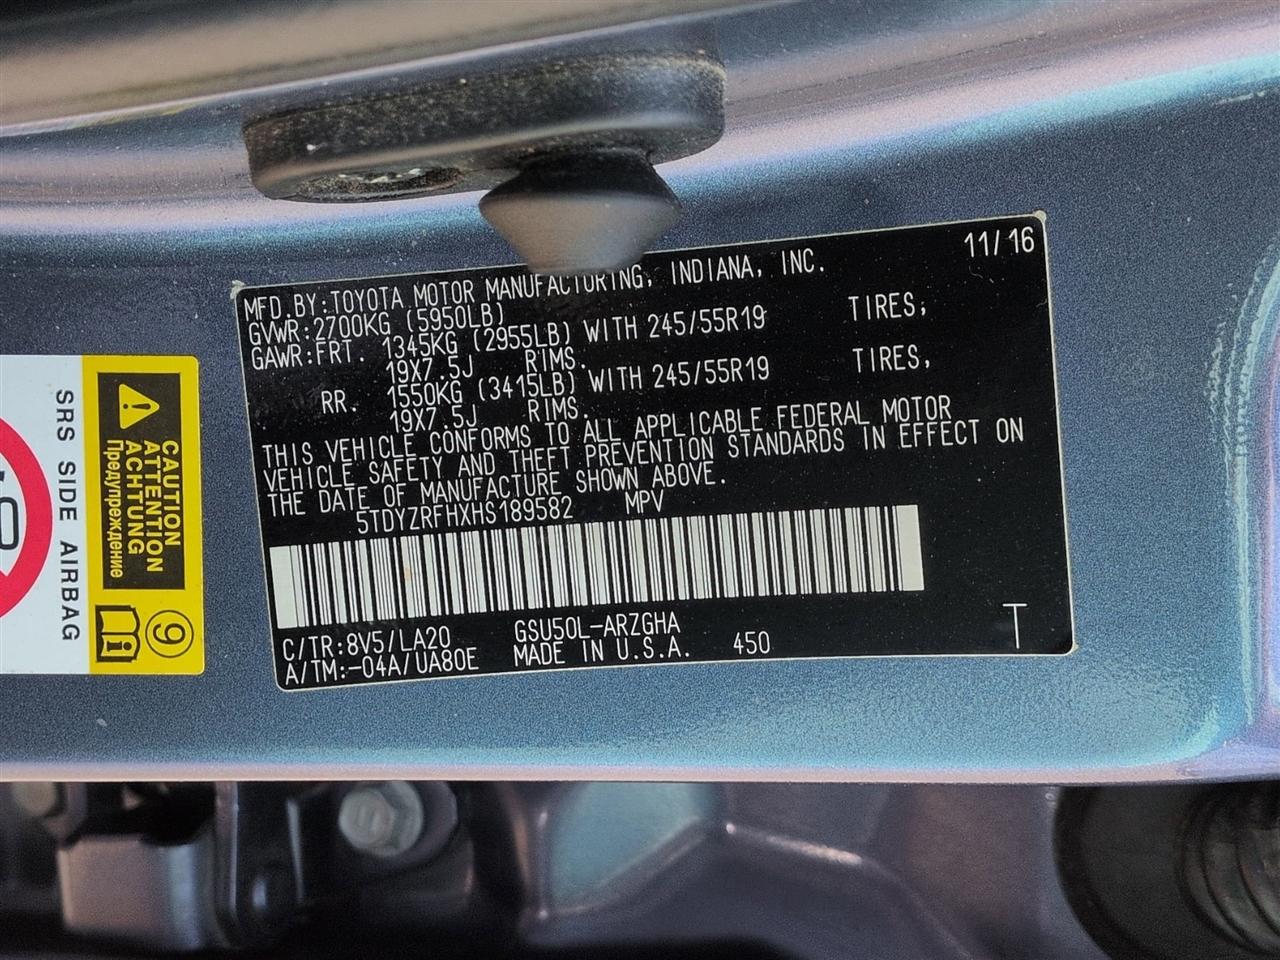 11/16
MFD.BY:TOYOTA MOTOR MANUFACTURING, INDIANA, INC.
GVWR:2700KG (5950LB)
GAWR:FRT. 1345KG (2955LB) WITH 245/55R19 TIRES,
19X7.5J RIMS.
RR. 1550KG (3415LB) WITH 245/55R19 TIRES,
19X7.5J RIMS.
THIS VEHICLE CONFORMS TO ALL APPLICABLE FEDERAL MOTOR
VEHICLE SAFETY AND THEFT PREVENTION STANDARDS IN EFFECT ON
THE DATE OF MANUFACTURE SHOWN ABOVE.
5TDYZRFHXHS189582 MPV
C/TR:8V5/LA20 GSU50L-ARZGHA
A/TM:-04A/UA80E MADE IN U.S.A. 450
T
CAUTION
ATTENTION
ACHTUNG
Предупреждение
9
SRS SIDE AIRBAG